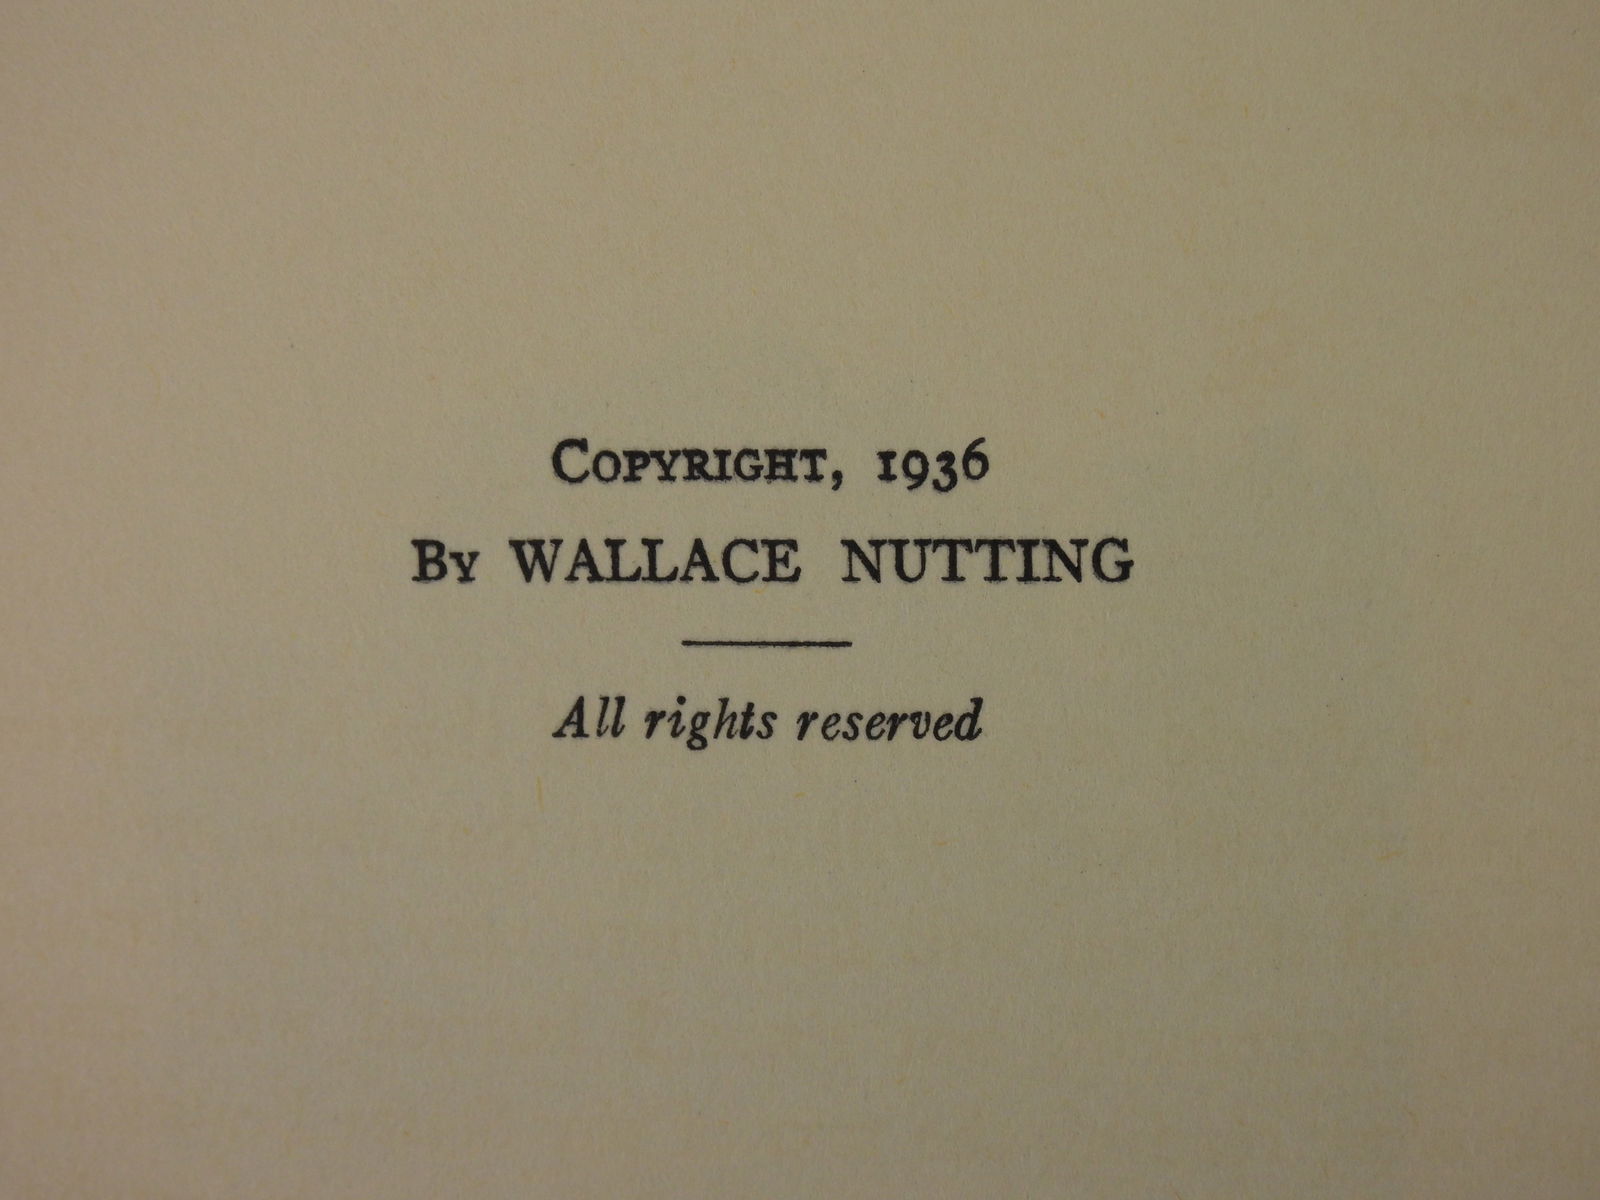 Copyright, 1936
By WALLACE NUTTING
All rights reserved